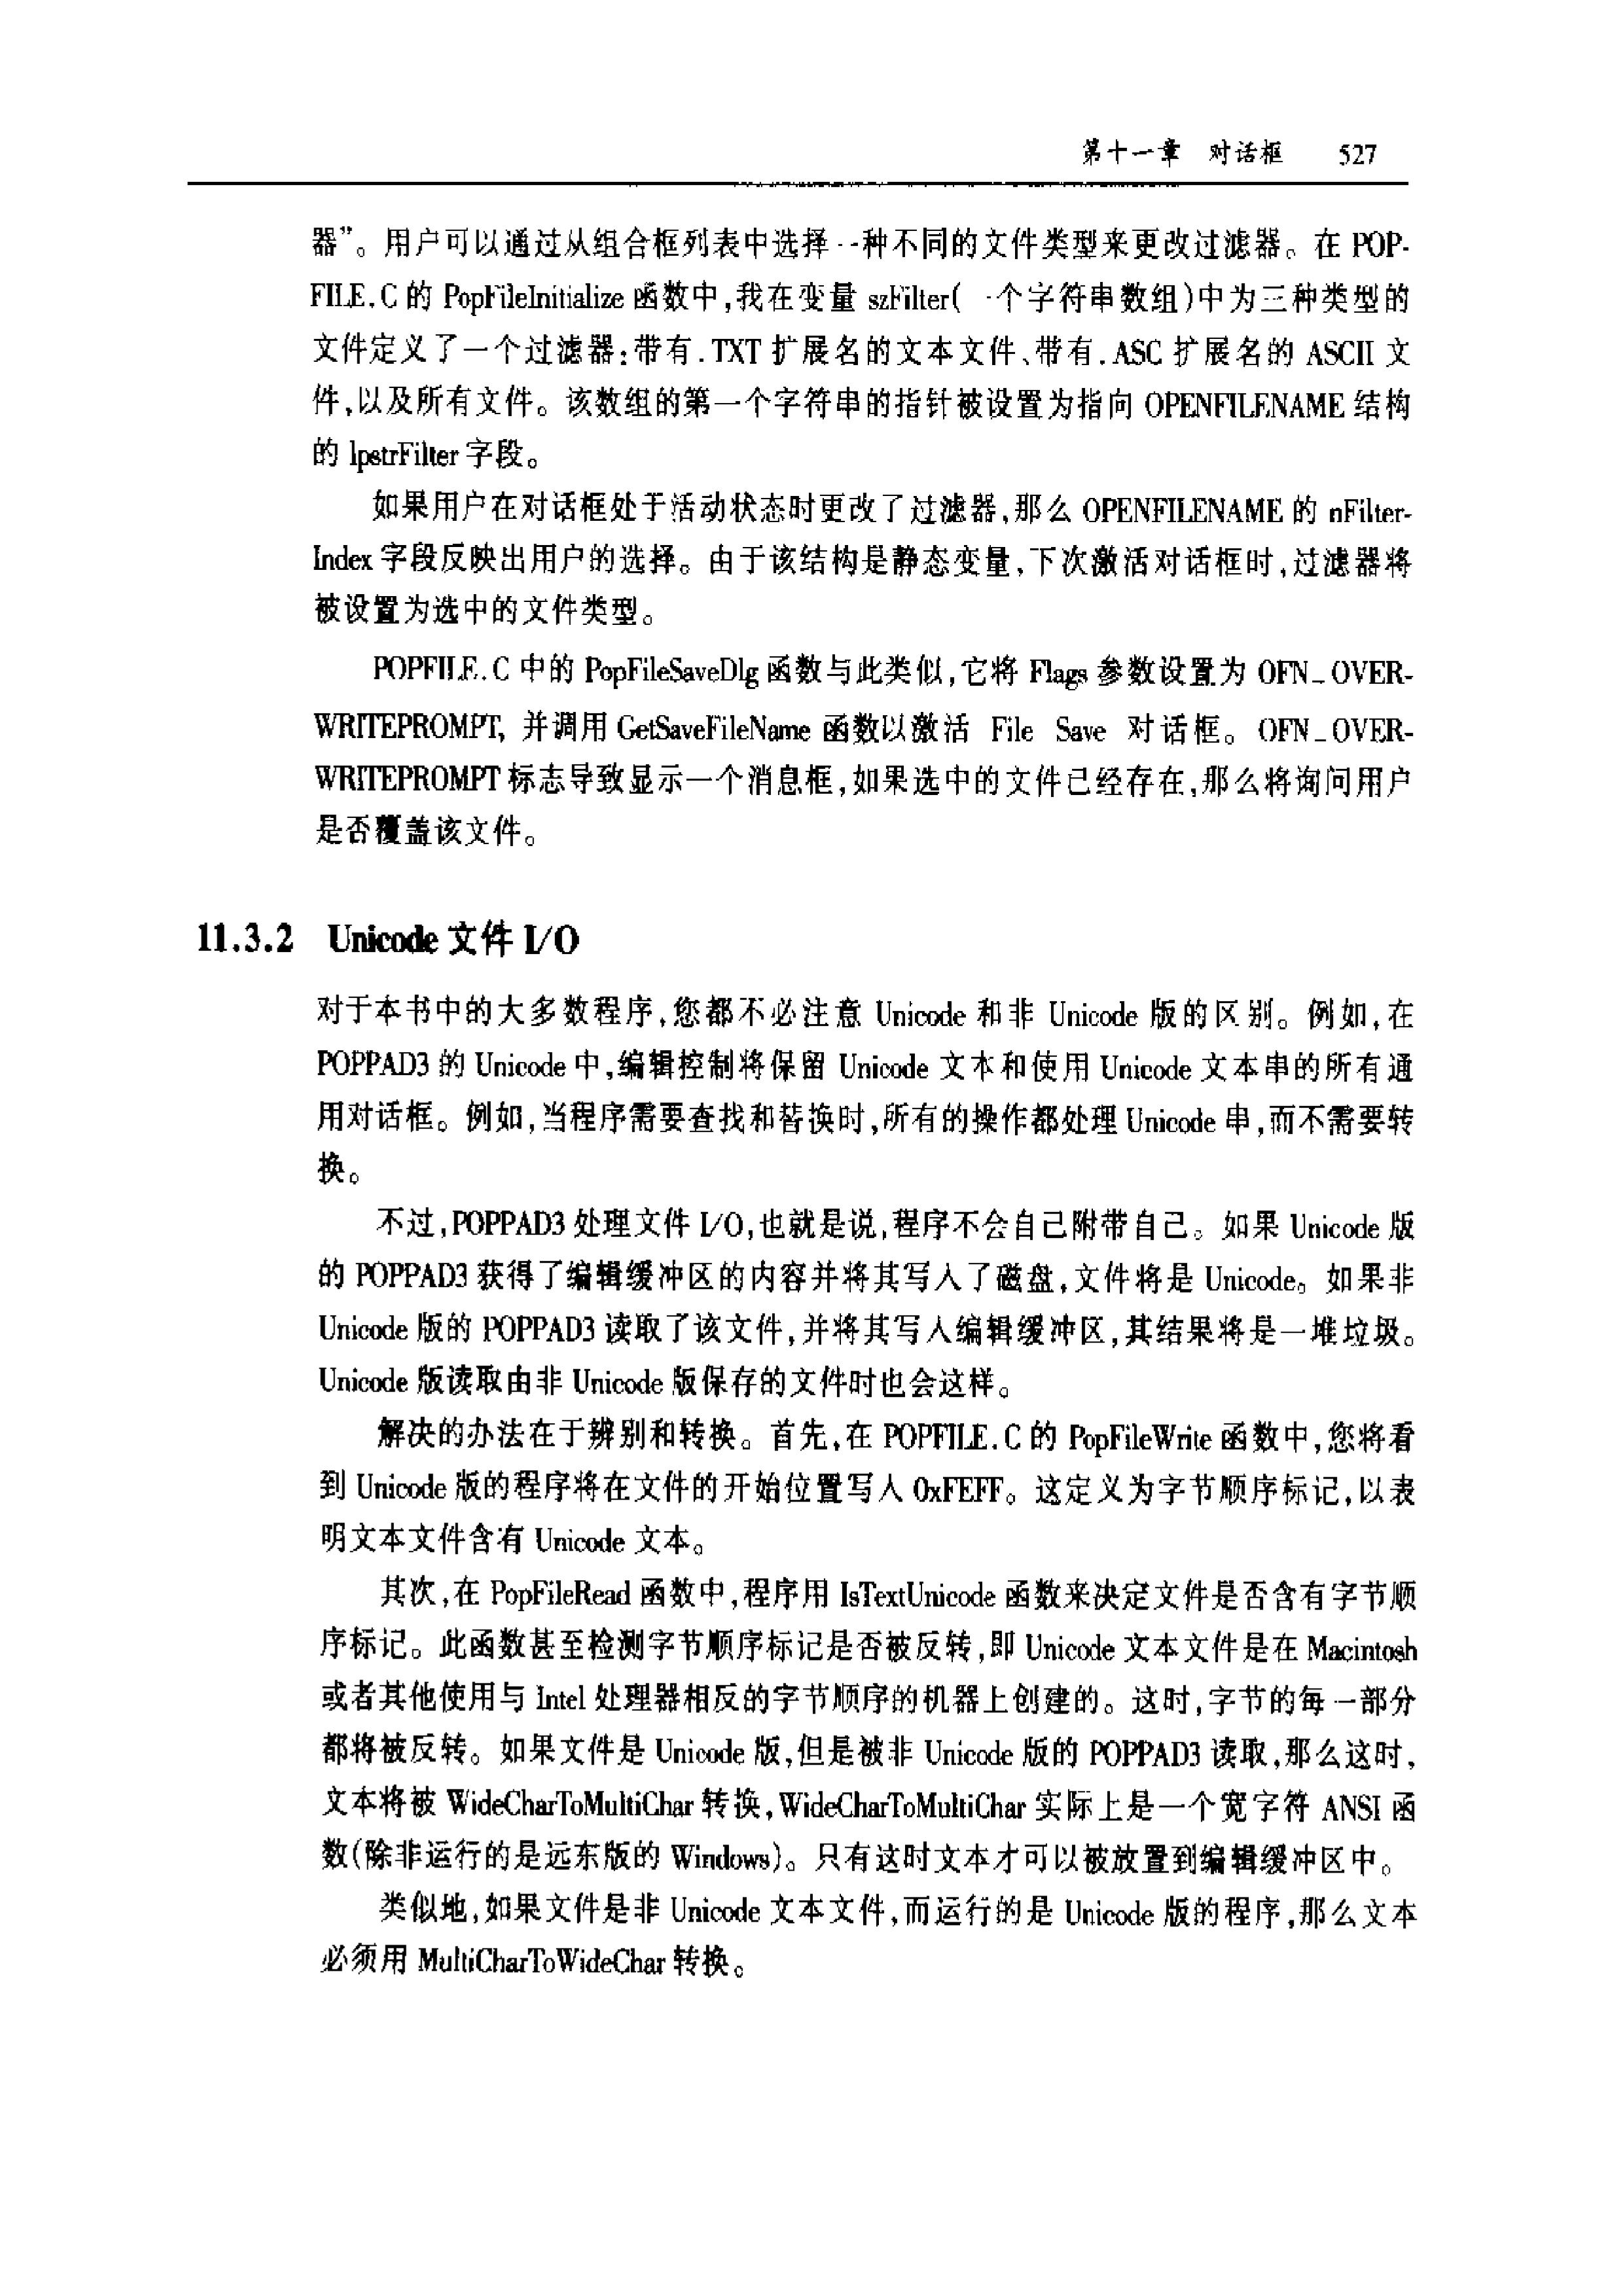 第十一章 对话框 527
器”。用户可以通过从组合框列表中选择一种不同的文件类型来更改过滤器。在 POP-
FILE.C 的 PopFileInitialize 函数中,我在变量 szFilter(一个字符串数组)中为三种类型的
文件定义了一个过滤器:带有.TXT 扩展名的文本文件、带有.ASC 扩展名的 ASCII 文
件,以及所有文件。该数组的第一个字符串的指针被设置为指向 OPENFILENAME 结构
的 lpstrFilter 字段。
如果用户在对话框处于活动状态时更改了过滤器,那么 OPENFILENAME 的 nFilter-
Index 字段反映出用户的选择。由于该结构是静态变量,下次激活对话框时,过滤器将
被设置为选中的文件类型。
POPFILE.C 中的 PopFileSaveDlg 函数与此类似,它将 Flags 参数设置为 OFN_OVER-
WRITEPROMPT, 并调用 GetSaveFileName 函数以激活 File Save 对话框。OFN_OVER-
WRITEPROMPT 标志导致显示一个消息框,如果选中的文件已经存在,那么将询问用户
是否覆盖该文件。
11.3.2 Unicode 文件 I/O
对于本书中的大多数程序,您都不必注意 Unicode 和非 Unicode 版的区别。例如,在
POPPAD3 的 Unicode 中,编辑控制将保留 Unicode 文本和使用 Unicode 文本串的所有通
用对话框。例如,当程序需要查找和替换时,所有的操作都处理 Unicode 串,而不需要转
换。
不过,POPPAD3 处理文件 I/O,也就是说,程序不会自己附带自己。如果 Unicode 版
的 POPPAD3 获得了编辑缓冲区的内容并将其写入了磁盘,文件将是 Unicode。如果非
Unicode 版的 POPPAD3 读取了该文件,并将其写入编辑缓冲区,其结果将是一堆垃圾。
Unicode 版读取由非 Unicode 版保存的文件时也会这样。
解决的办法在于辨别和转换。首先,在 POPFILE.C 的 PopFileWrite 函数中,您将看
到 Unicode 版的程序将在文件的开始位置写入 0xFEFF。这定义为字节顺序标记,以表
明文本文件含有 Unicode 文本。
其次,在 PopFileRead 函数中,程序用 IsTextUnicode 函数来决定文件是否含有字节顺
序标记。此函数甚至检测字节顺序标记是否被反转,即 Unicode 文本文件是在 Macintosh
或者其他使用与 Intel 处理器相反的字节顺序的机器上创建的。这时,字节的每一部分
都将被反转。如果文件是 Unicode 版,但是被非 Unicode 版的 POPPAD3 读取,那么这时,
文本将被 WideCharToMultiChar 转换,WideCharToMultiChar 实际上是一个宽字符 ANSI 函
数(除非运行的是远东版的 Windows)。只有这时文本才可以被放置到编辑缓冲区中。
类似地,如果文件是非 Unicode 文本文件,而运行的是 Unicode 版的程序,那么文本
必须用 MultiCharToWideChar 转换。